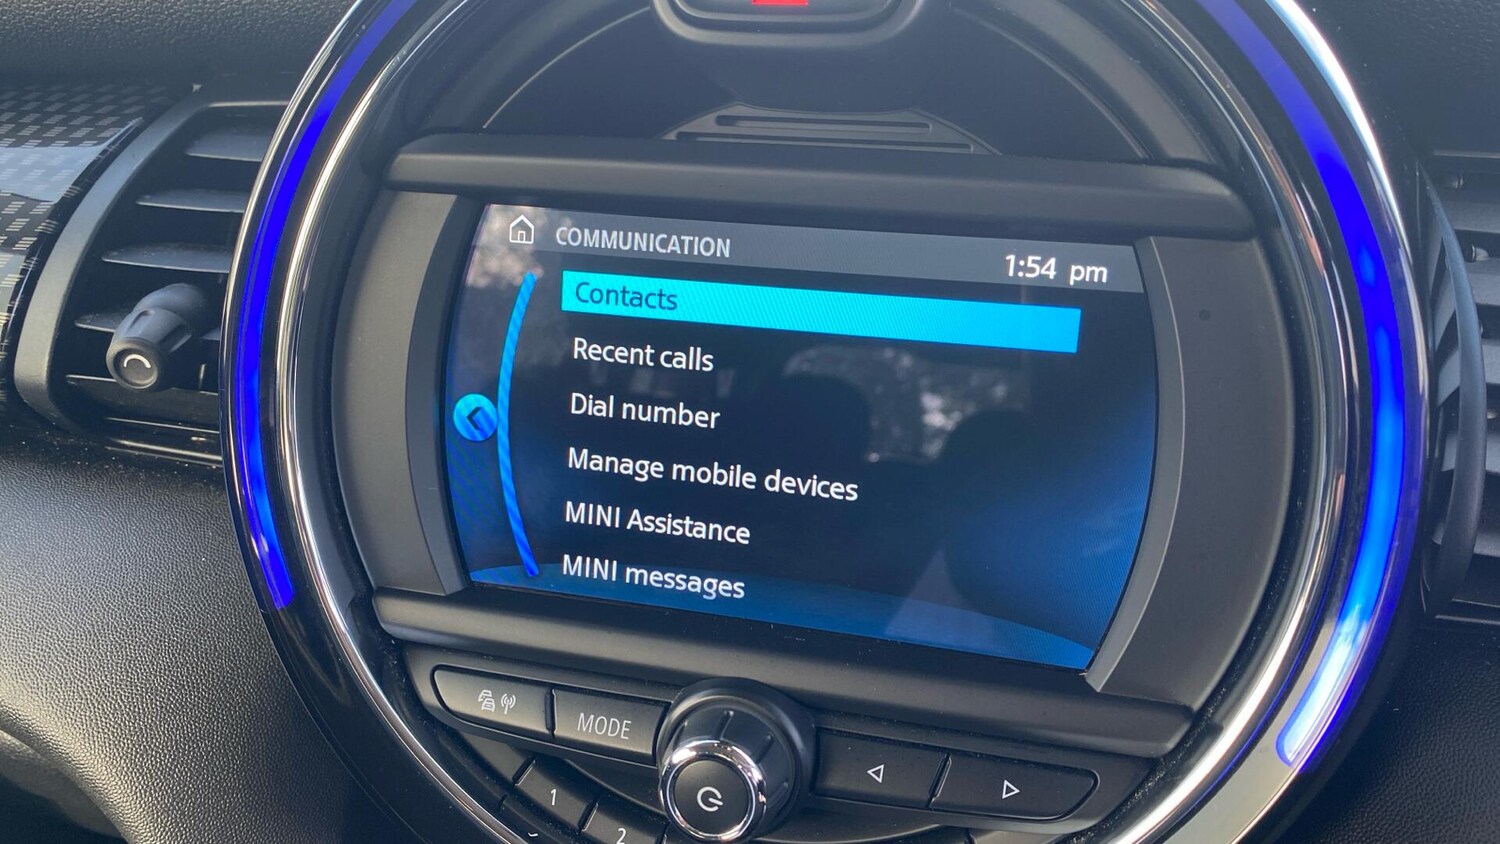 COMMUNICATION
1:54 pm
Contacts
Recent calls
Dial number
Manage mobile devices
MINI Assistance
MINI messages
MODE
1
2